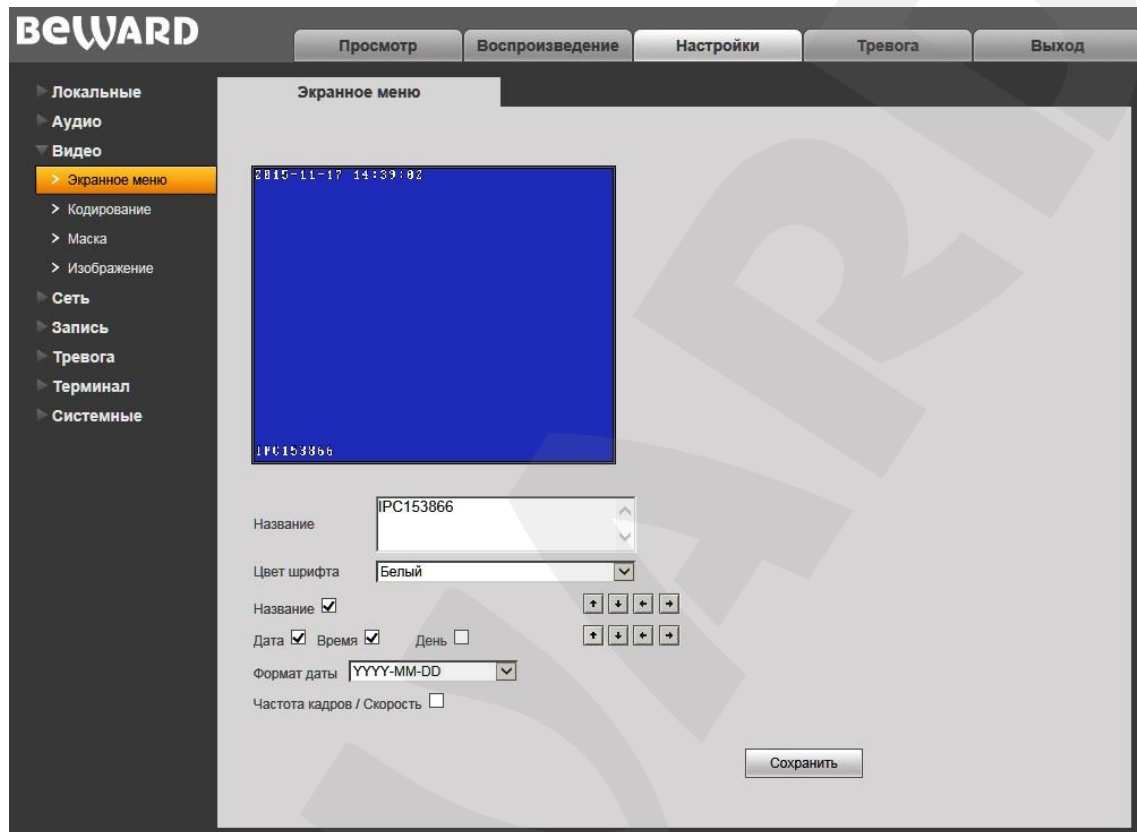 BEWARD
Просмотр Воспроизведение Настройки Тревога Выход
Локальные
Аудио
Видео
> Экранное меню
> Кодирование
> Маска
> Изображение
Сеть
Запись
Тревога
Терминал
Системные
Экранное меню
2015-11-17 14:39:02
IPC153866
Название IPC153866
Цвет шрифта Белый
Название
Дата Время День
Формат даты YYYY-MM-DD
Частота кадров / Скорость
Сохранить